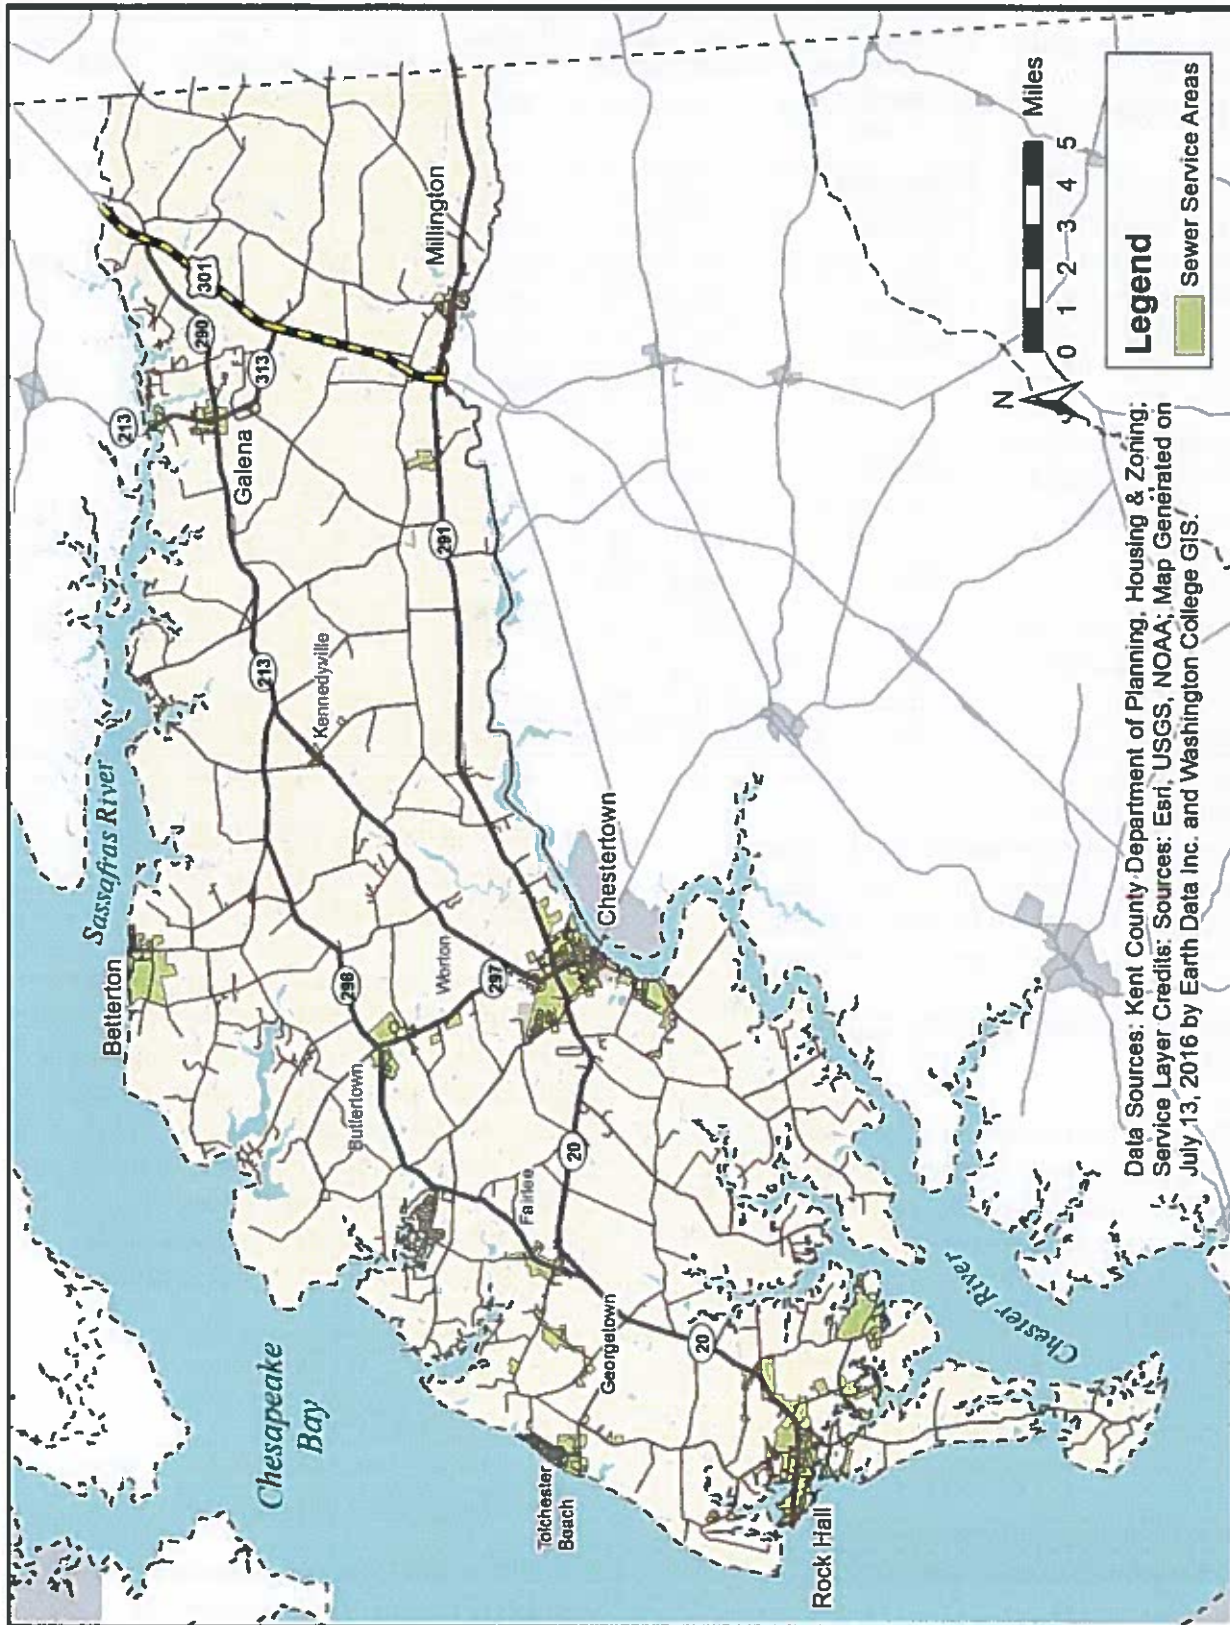 Chesapeake
Bay
Sassafras River
Chester River
Betterton
Galena
Millington
Kennedyville
Worton
Butlertown
Chestertown
Fairlee
Georgetown
Tolchester
Beach
Rock Hall
213
290
301
313
213
291
298
297
20
20
N
0 1 2 3 4 5
Miles
Legend
Sewer Service Areas
Data Sources: Kent County Department of Planning, Housing & Zoning;
Service Layer Credits: Sources: Esri, USGS, NOAA; Map Generated on
July 13, 2016 by Earth Data Inc. and Washington College GIS.